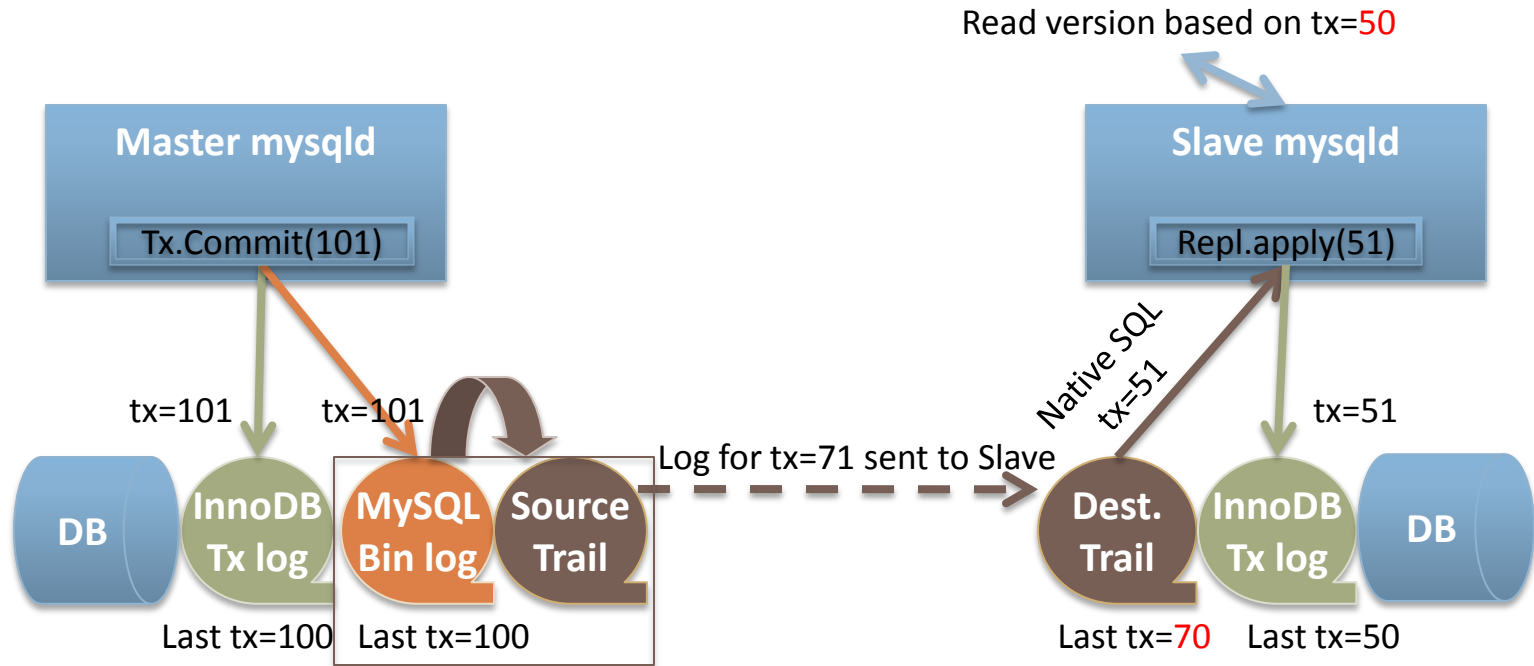 Read version based on tx=50
Master mysqld
Slave mysqld
Tx.Commit(101)
Repl.apply(51)
Native SQL
tx=51
tx=101
tx=101
tx=51
Log for tx=71 sent to Slave
DB
InnoDB
Tx log
MySQL
Bin log
Source
Trail
Dest.
Trail
InnoDB
Tx log
DB
Last tx=100
Last tx=100
Last tx=70
Last tx=50